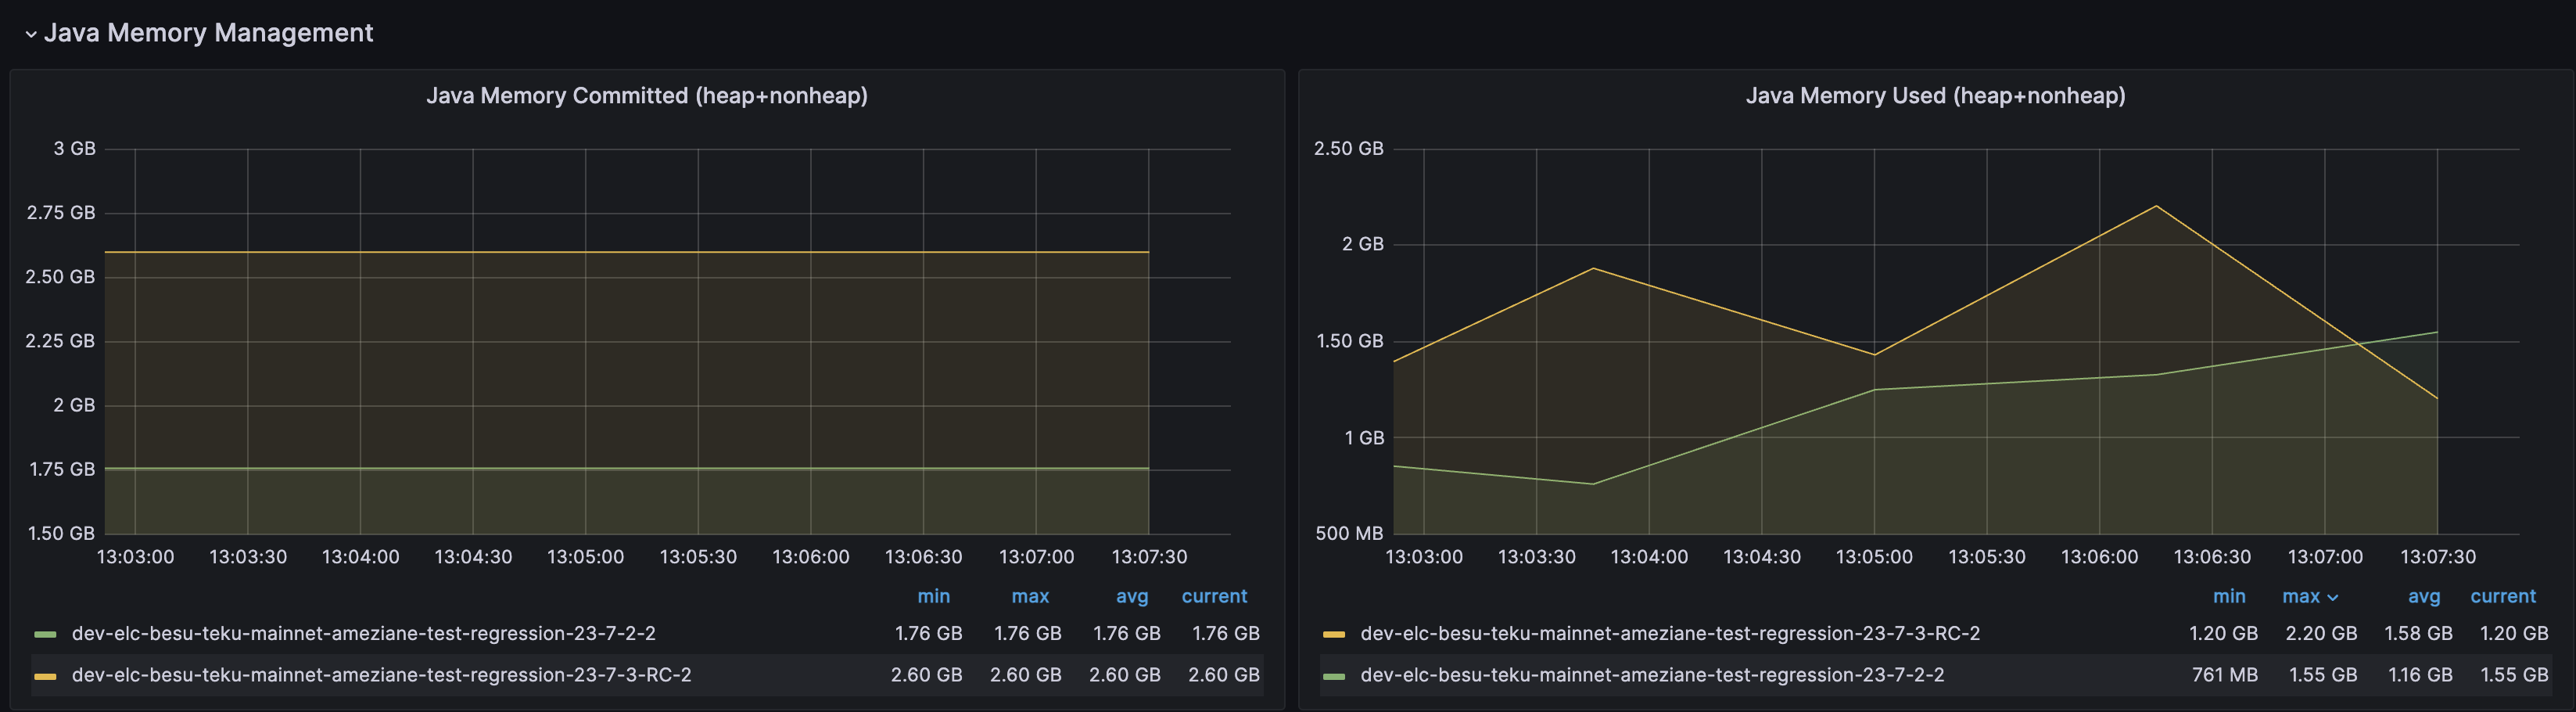 Java Memory Management
Java Memory Committed (heap+nonheap)
3 GB
2.75 GB
2.50 GB
2.25 GB
2 GB
1.75 GB
1.50 GB
13:03:00 13:03:30 13:04:00 13:04:30 13:05:00 13:05:30 13:06:00 13:06:30 13:07:00 13:07:30
min max avg current
dev-elc-besu-teku-mainnet-ameziane-test-regression-23-7-2-2 1.76 GB 1.76 GB 1.76 GB 1.76 GB
dev-elc-besu-teku-mainnet-ameziane-test-regression-23-7-3-RC-2 2.60 GB 2.60 GB 2.60 GB 2.60 GB
Java Memory Used (heap+nonheap)
2.50 GB
2 GB
1.50 GB
1 GB
500 MB
13:03:00 13:03:30 13:04:00 13:04:30 13:05:00 13:05:30 13:06:00 13:06:30 13:07:00 13:07:30
min max avg current
dev-elc-besu-teku-mainnet-ameziane-test-regression-23-7-3-RC-2 1.20 GB 2.20 GB 1.58 GB 1.20 GB
dev-elc-besu-teku-mainnet-ameziane-test-regression-23-7-2-2 761 MB 1.55 GB 1.16 GB 1.55 GB